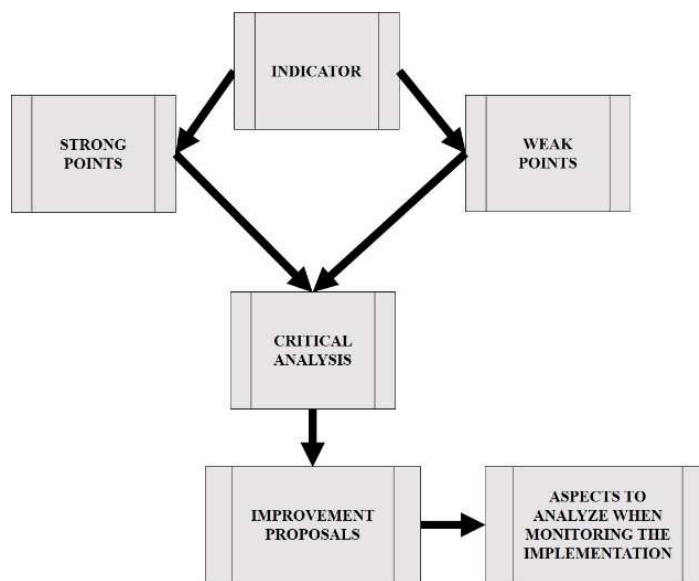 INDICATOR
STRONG
POINTS
WEAK
POINTS
CRITICAL
ANALYSIS
IMPROVEMENT
PROPOSALS
ASPECTS TO
ANALYZE WHEN
MONITORING THE
IMPLEMENTATION